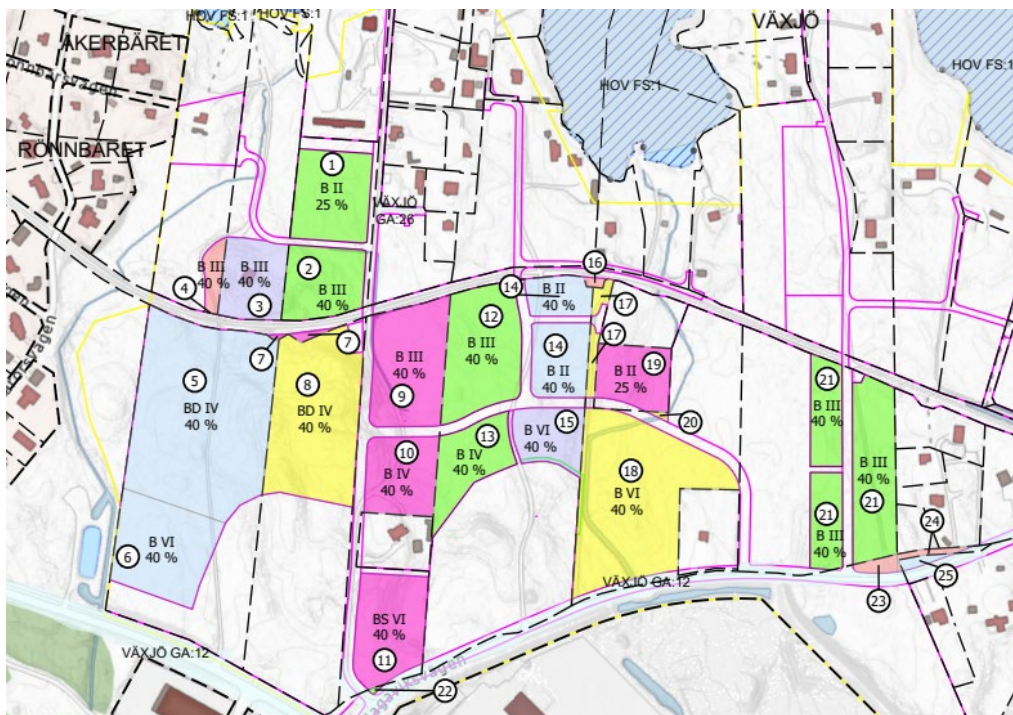 HOV FS:1
HOV FS:1
VÄXJÖ
ÅKERBÄRET
HOV FS:1
HOV FS:1
RÖNNBÄRET
1
B II
25 %
VÄXJÖ
GA:26
2
B III
40 %
B III
40 %
3
B III
40 %
4
16
14
B II
40 %
17
12
B III
40 %
17
7
7
14
B II
40 %
19
B II
25 %
B III
40 %
9
5
BD IV
40 %
8
BD IV
40 %
21
B III
40 %
20
15
B VI
40 %
13
B IV
40 %
10
B IV
40 %
18
B VI
40 %
B III
40 %
21
21
B III
40 %
24
6
B VI
40 %
25
VÄXJÖ GA:12
23
BS VI
40 %
11
VÄXJÖ GA:12
22